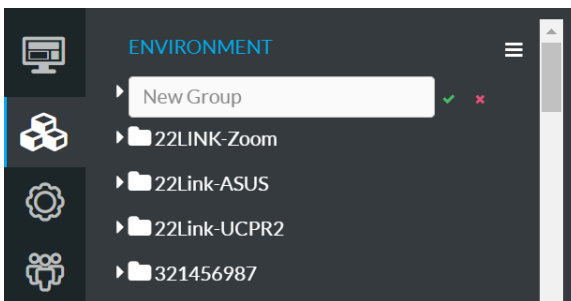 ENVIRONMENT
New Group
22LINK-Zoom
22Link-ASUS
22Link-UCPR2
321456987